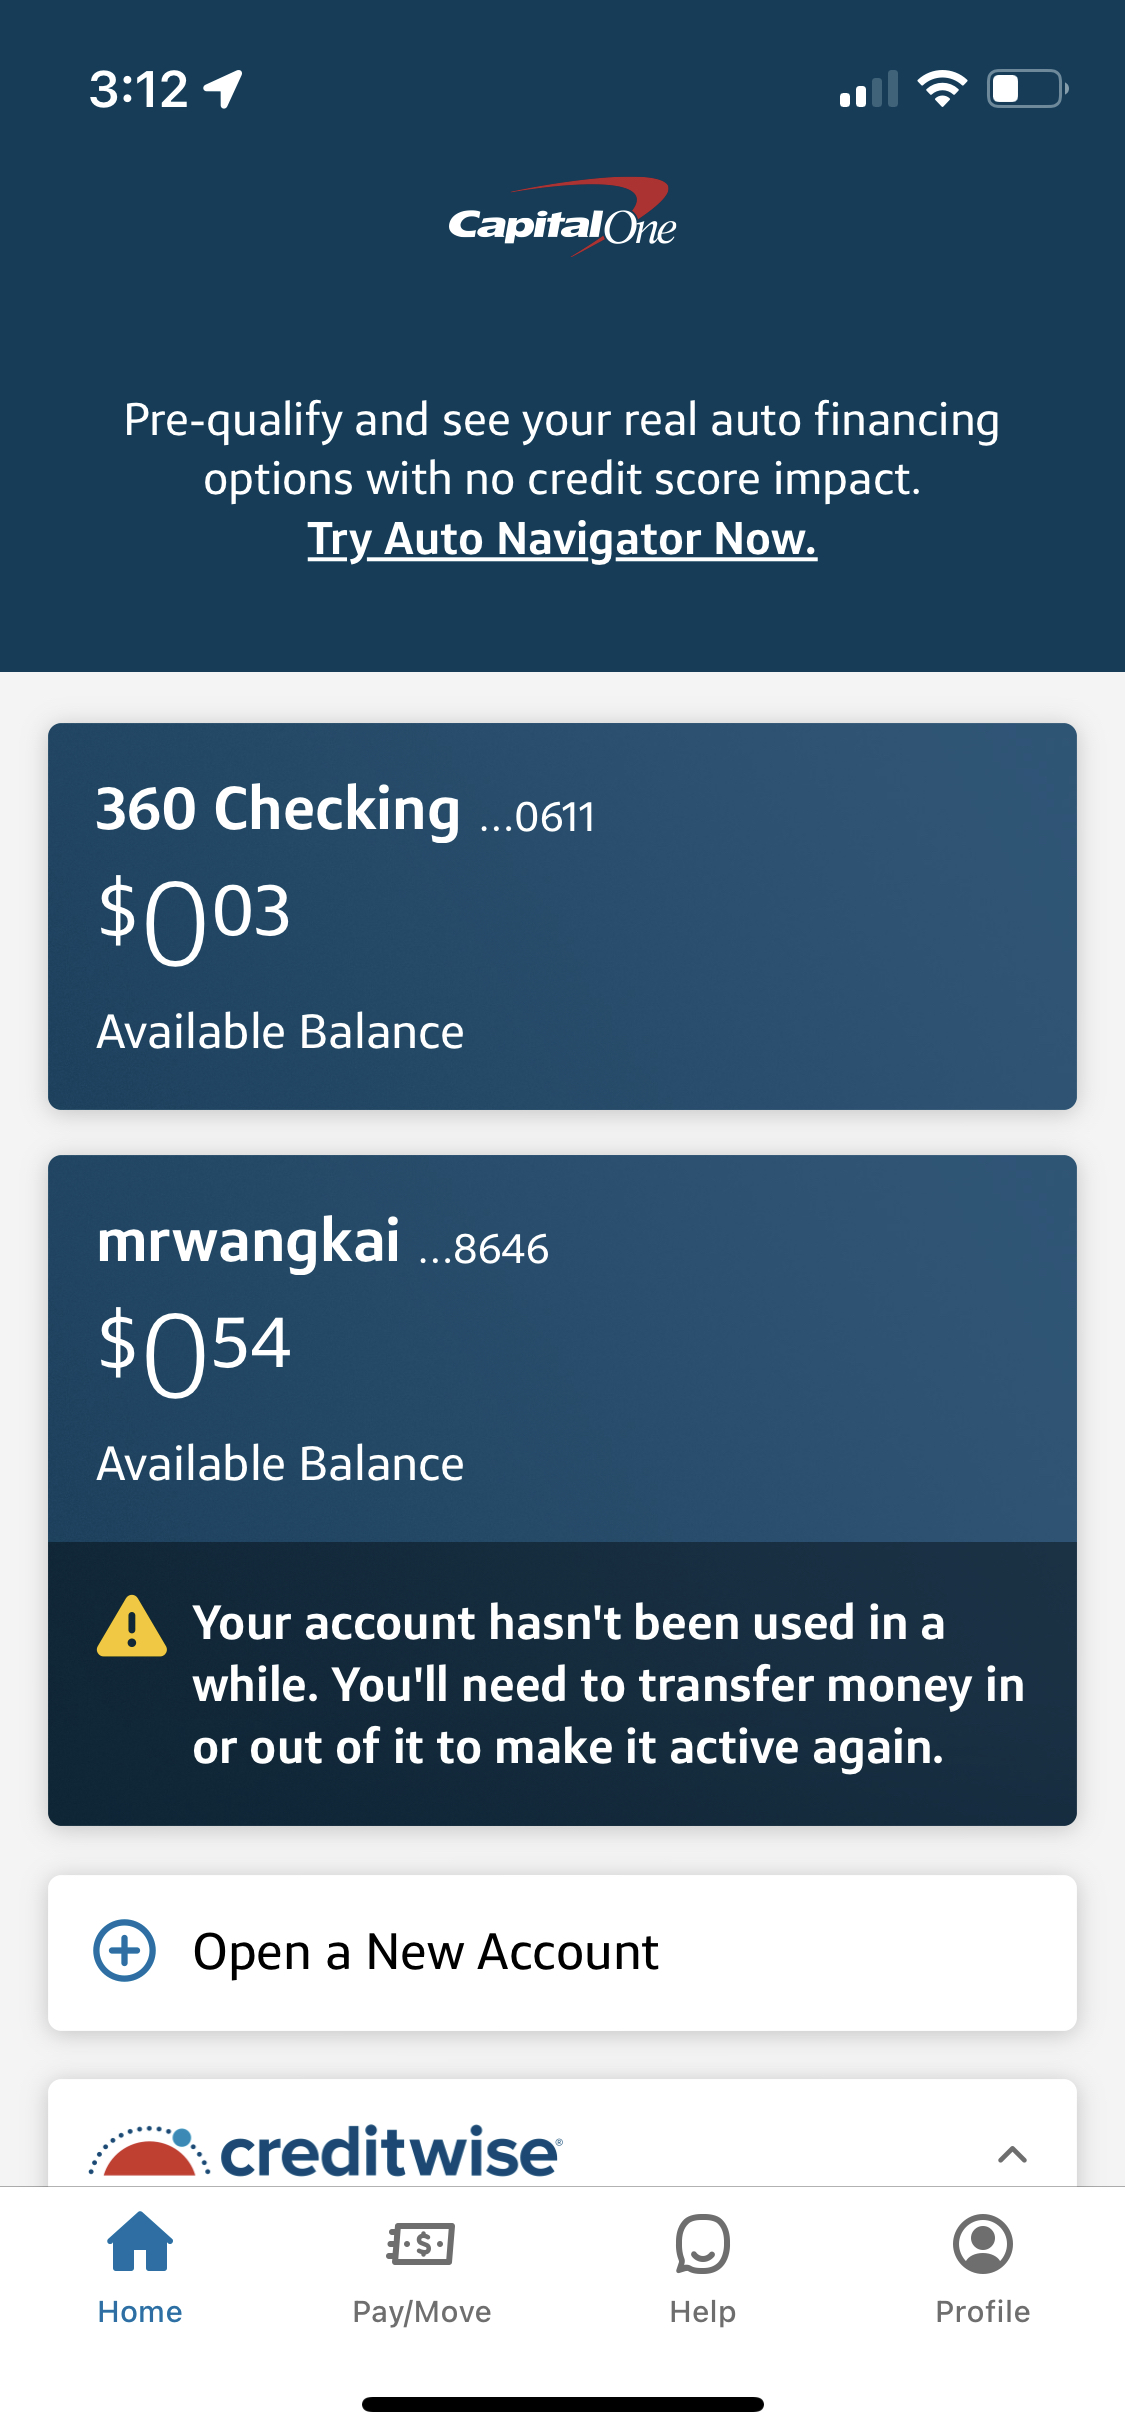 3:12
CapitalOne
Pre-qualify and see your real auto financing
options with no credit score impact.
Try Auto Navigator Now.
360 Checking ...0611
$0.03
Available Balance
mrwangkai ...8646
$0.54
Available Balance
Your account hasn't been used in a
while. You'll need to transfer money in
or out of it to make it active again.
Open a New Account
creditwise®
Home
Pay/Move
Help
Profile